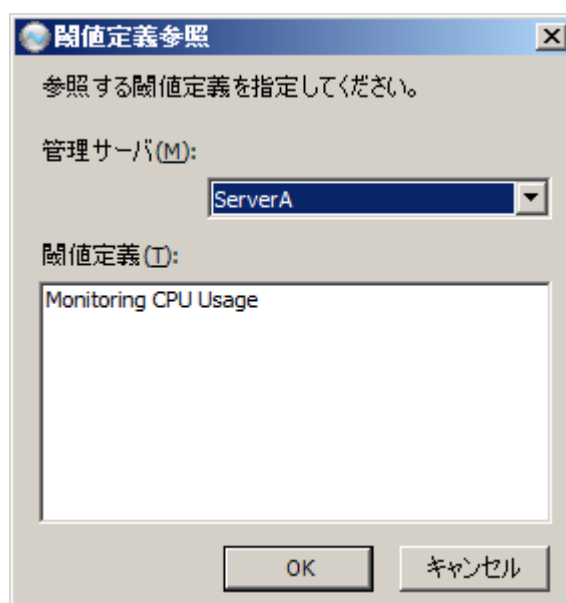 閾値定義参照
参照する閾値定義を指定してください。
管理サーバ(M):
ServerA
閾値定義(T):
Monitoring CPU Usage
OK
キャンセル